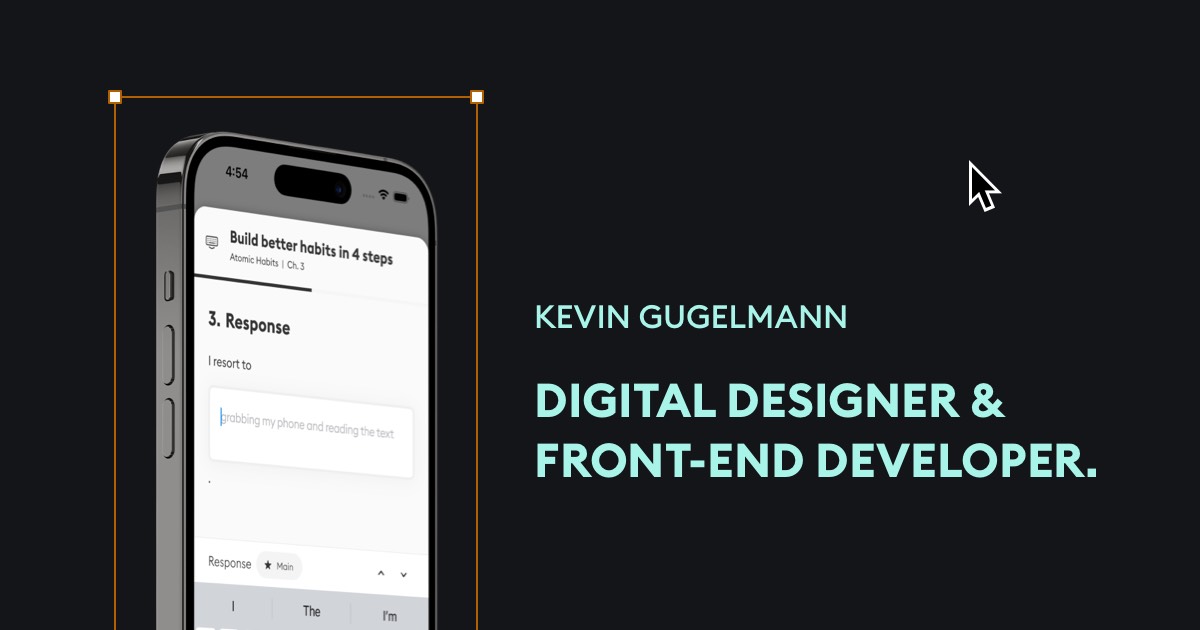 4:54
Build better habits in 4 steps
Atomic Habits | Ch. 3
3. Response
I resort to
grabbing my phone and reading the text
.
Response ★ Main
I The I'm
KEVIN GUGELMANN
DIGITAL DESIGNER &
FRONT-END DEVELOPER.